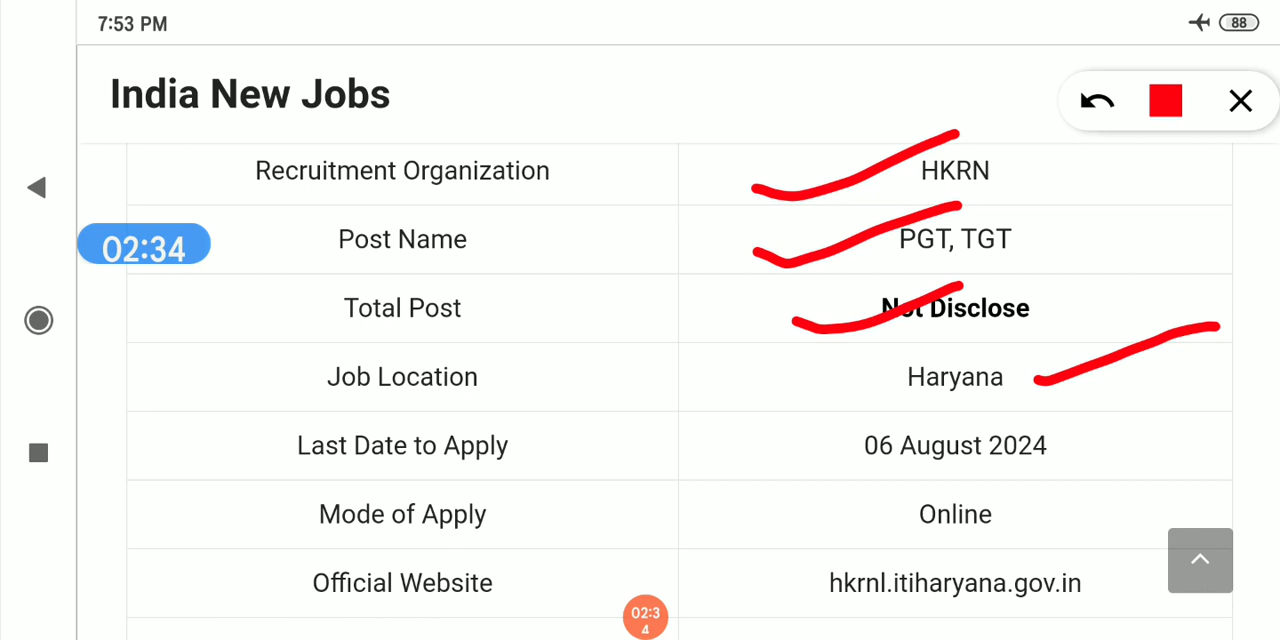 7:53 PM
88
India New Jobs
Recruitment Organization HKRN
02:34
Post Name PGT, TGT
Total Post Not Disclose
Job Location Haryana
Last Date to Apply 06 August 2024
Mode of Apply Online
Official Website hkrnl.itiharyana.gov.in
02:3
4